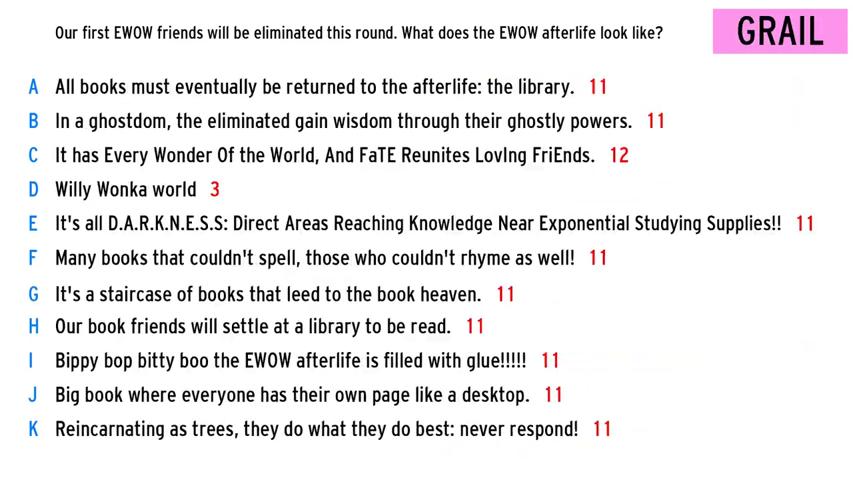 Our first EWOW friends will be eliminated this round. What does the EWOW afterlife look like?
GRAIL
A All books must eventually be returned to the afterlife: the library. 11
B In a ghostdom, the eliminated gain wisdom through their ghostly powers. 11
C It has Every Wonder Of the World, And FaTE Reunites LovIng FriEnds. 12
D Willy Wonka world 3
E It's all D.A.R.K.N.E.S.S: Direct Areas Reaching Knowledge Near Exponential Studying Supplies!! 11
F Many books that couldn't spell, those who couldn't rhyme as well! 11
G It's a staircase of books that leed to the book heaven. 11
H Our book friends will settle at a library to be read. 11
I Bippy bop bitty boo the EWOW afterlife is filled with glue!!!!! 11
J Big book where everyone has their own page like a desktop. 11
K Reincarnating as trees, they do what they do best: never respond! 11